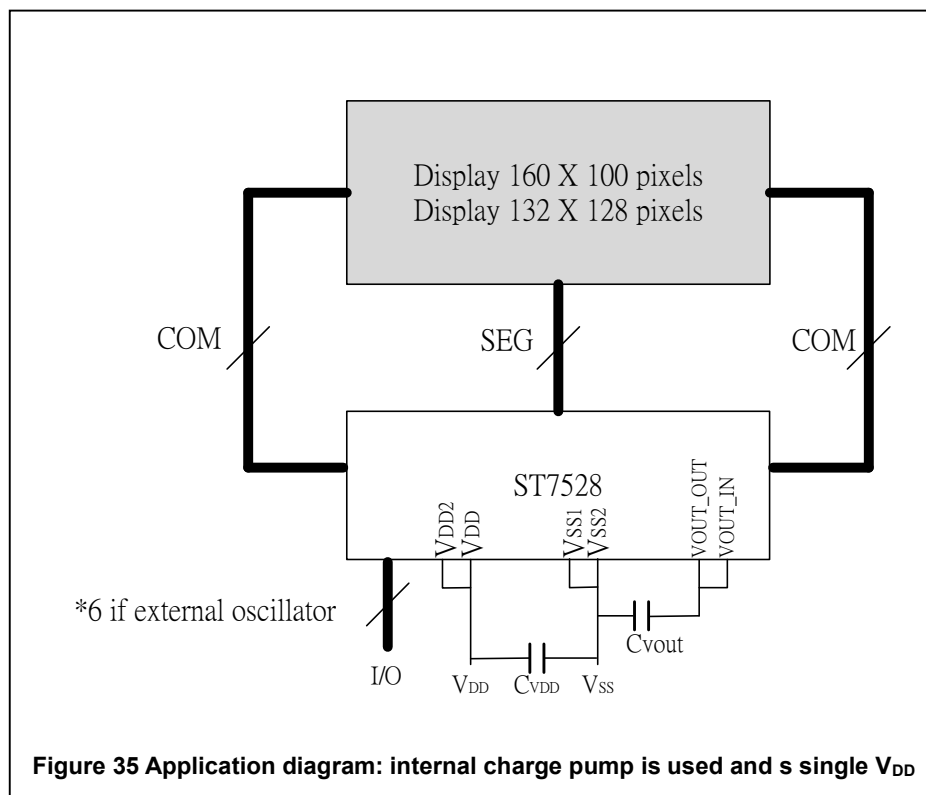 Display 160 X 100 pixels
Display 132 X 128 pixels
COM
SEG
COM
ST7528
VDD2
VDD
VSS1
VSS2
VOUT_OUT
VOUT_IN
*6 if external oscillator
I/O
VDD
CVDD
VSS
Cvout
Figure 35 Application diagram: internal charge pump is used and s single VDD